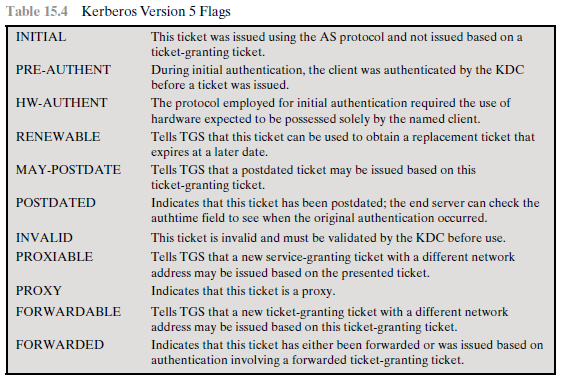 Table 15.4 Kerberos Version 5 Flags
INITIAL This ticket was issued using the AS protocol and not issued based on a
ticket-granting ticket.
PRE-AUTHENT During initial authentication, the client was authenticated by the KDC
before a ticket was issued.
HW-AUTHENT The protocol employed for initial authentication required the use of
hardware expected to be possessed solely by the named client.
RENEWABLE Tells TGS that this ticket can be used to obtain a replacement ticket that
expires at a later date.
MAY-POSTDATE Tells TGS that a postdated ticket may be issued based on this
ticket-granting ticket.
POSTDATED Indicates that this ticket has been postdated; the end server can check the
authtime field to see when the original authentication occurred.
INVALID This ticket is invalid and must be validated by the KDC before use.
PROXIABLE Tells TGS that a new service-granting ticket with a different network
address may be issued based on the presented ticket.
PROXY Indicates that this ticket is a proxy.
FORWARDABLE Tells TGS that a new ticket-granting ticket with a different network
address may be issued based on this ticket-granting ticket.
FORWARDED Indicates that this ticket has either been forwarded or was issued based on
authentication involving a forwarded ticket-granting ticket.